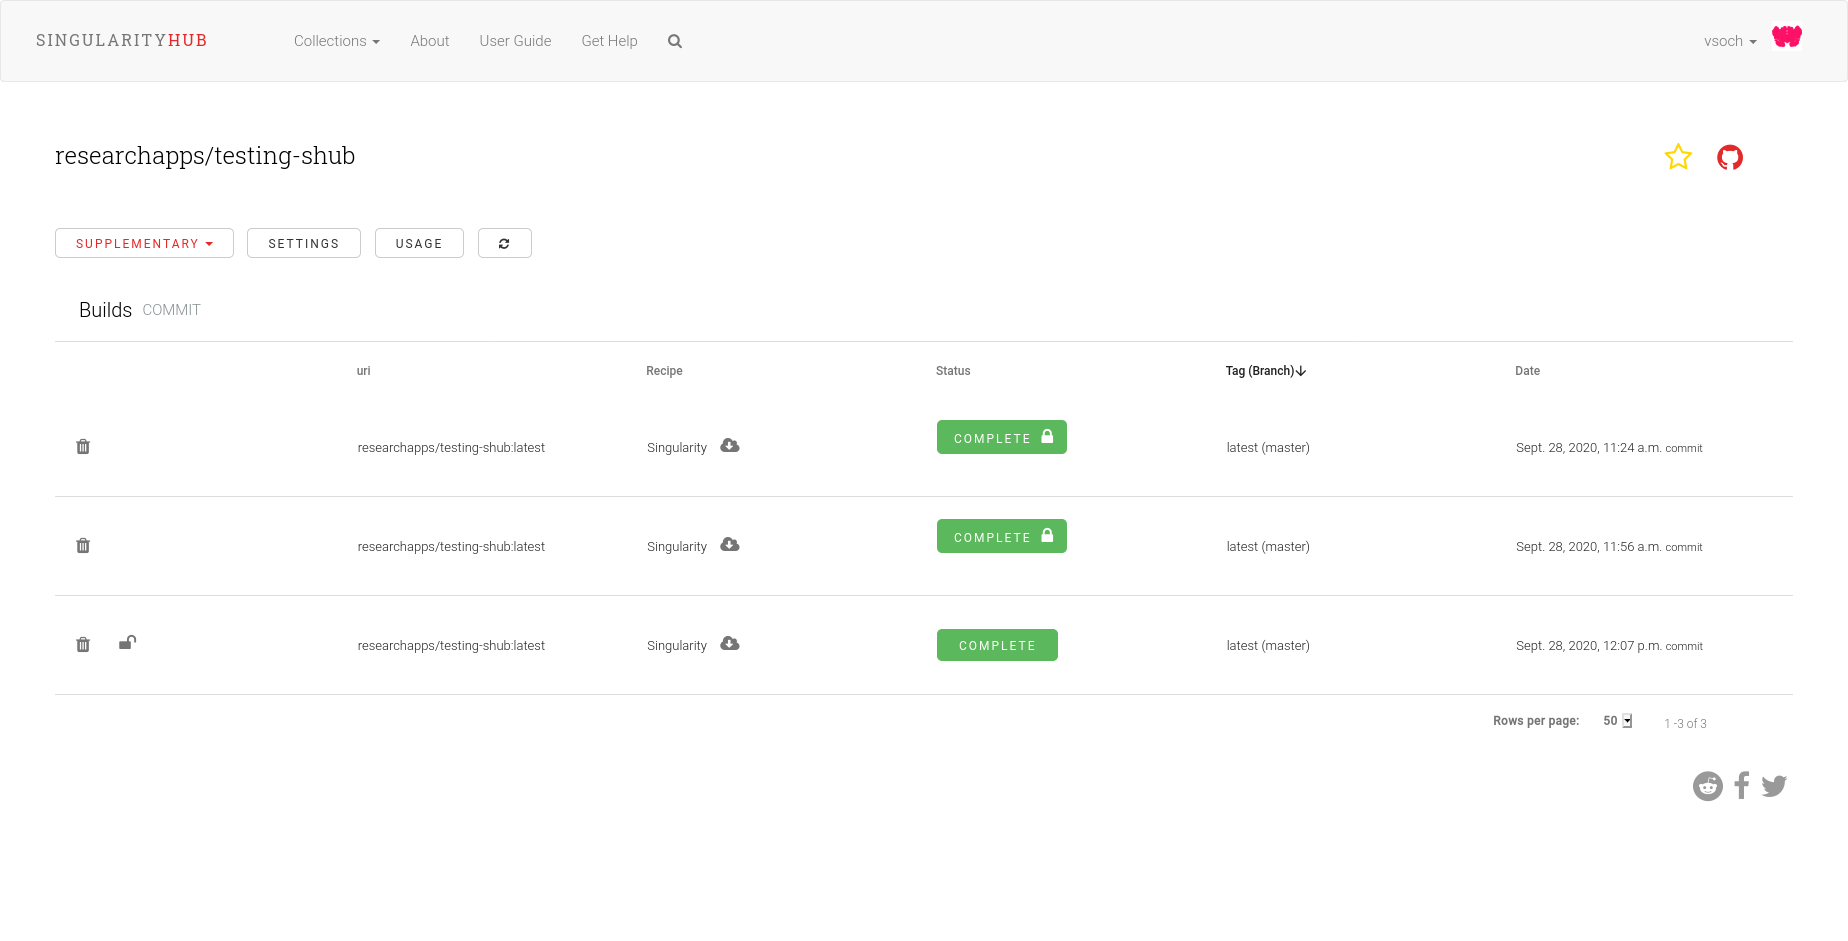 SINGULARITYHUB Collections About User Guide Get Help vsoch
researchapps/testing-shub
SUPPLEMENTARY SETTINGS USAGE
Builds COMMIT
uri Recipe Status Tag (Branch) Date
researchapps/testing-shub:latest Singularity COMPLETE latest (master) Sept. 28, 2020, 11:24 a.m. commit
researchapps/testing-shub:latest Singularity COMPLETE latest (master) Sept. 28, 2020, 11:56 a.m. commit
researchapps/testing-shub:latest Singularity COMPLETE latest (master) Sept. 28, 2020, 12:07 p.m. commit
Rows per page: 50 1 -3 of 3